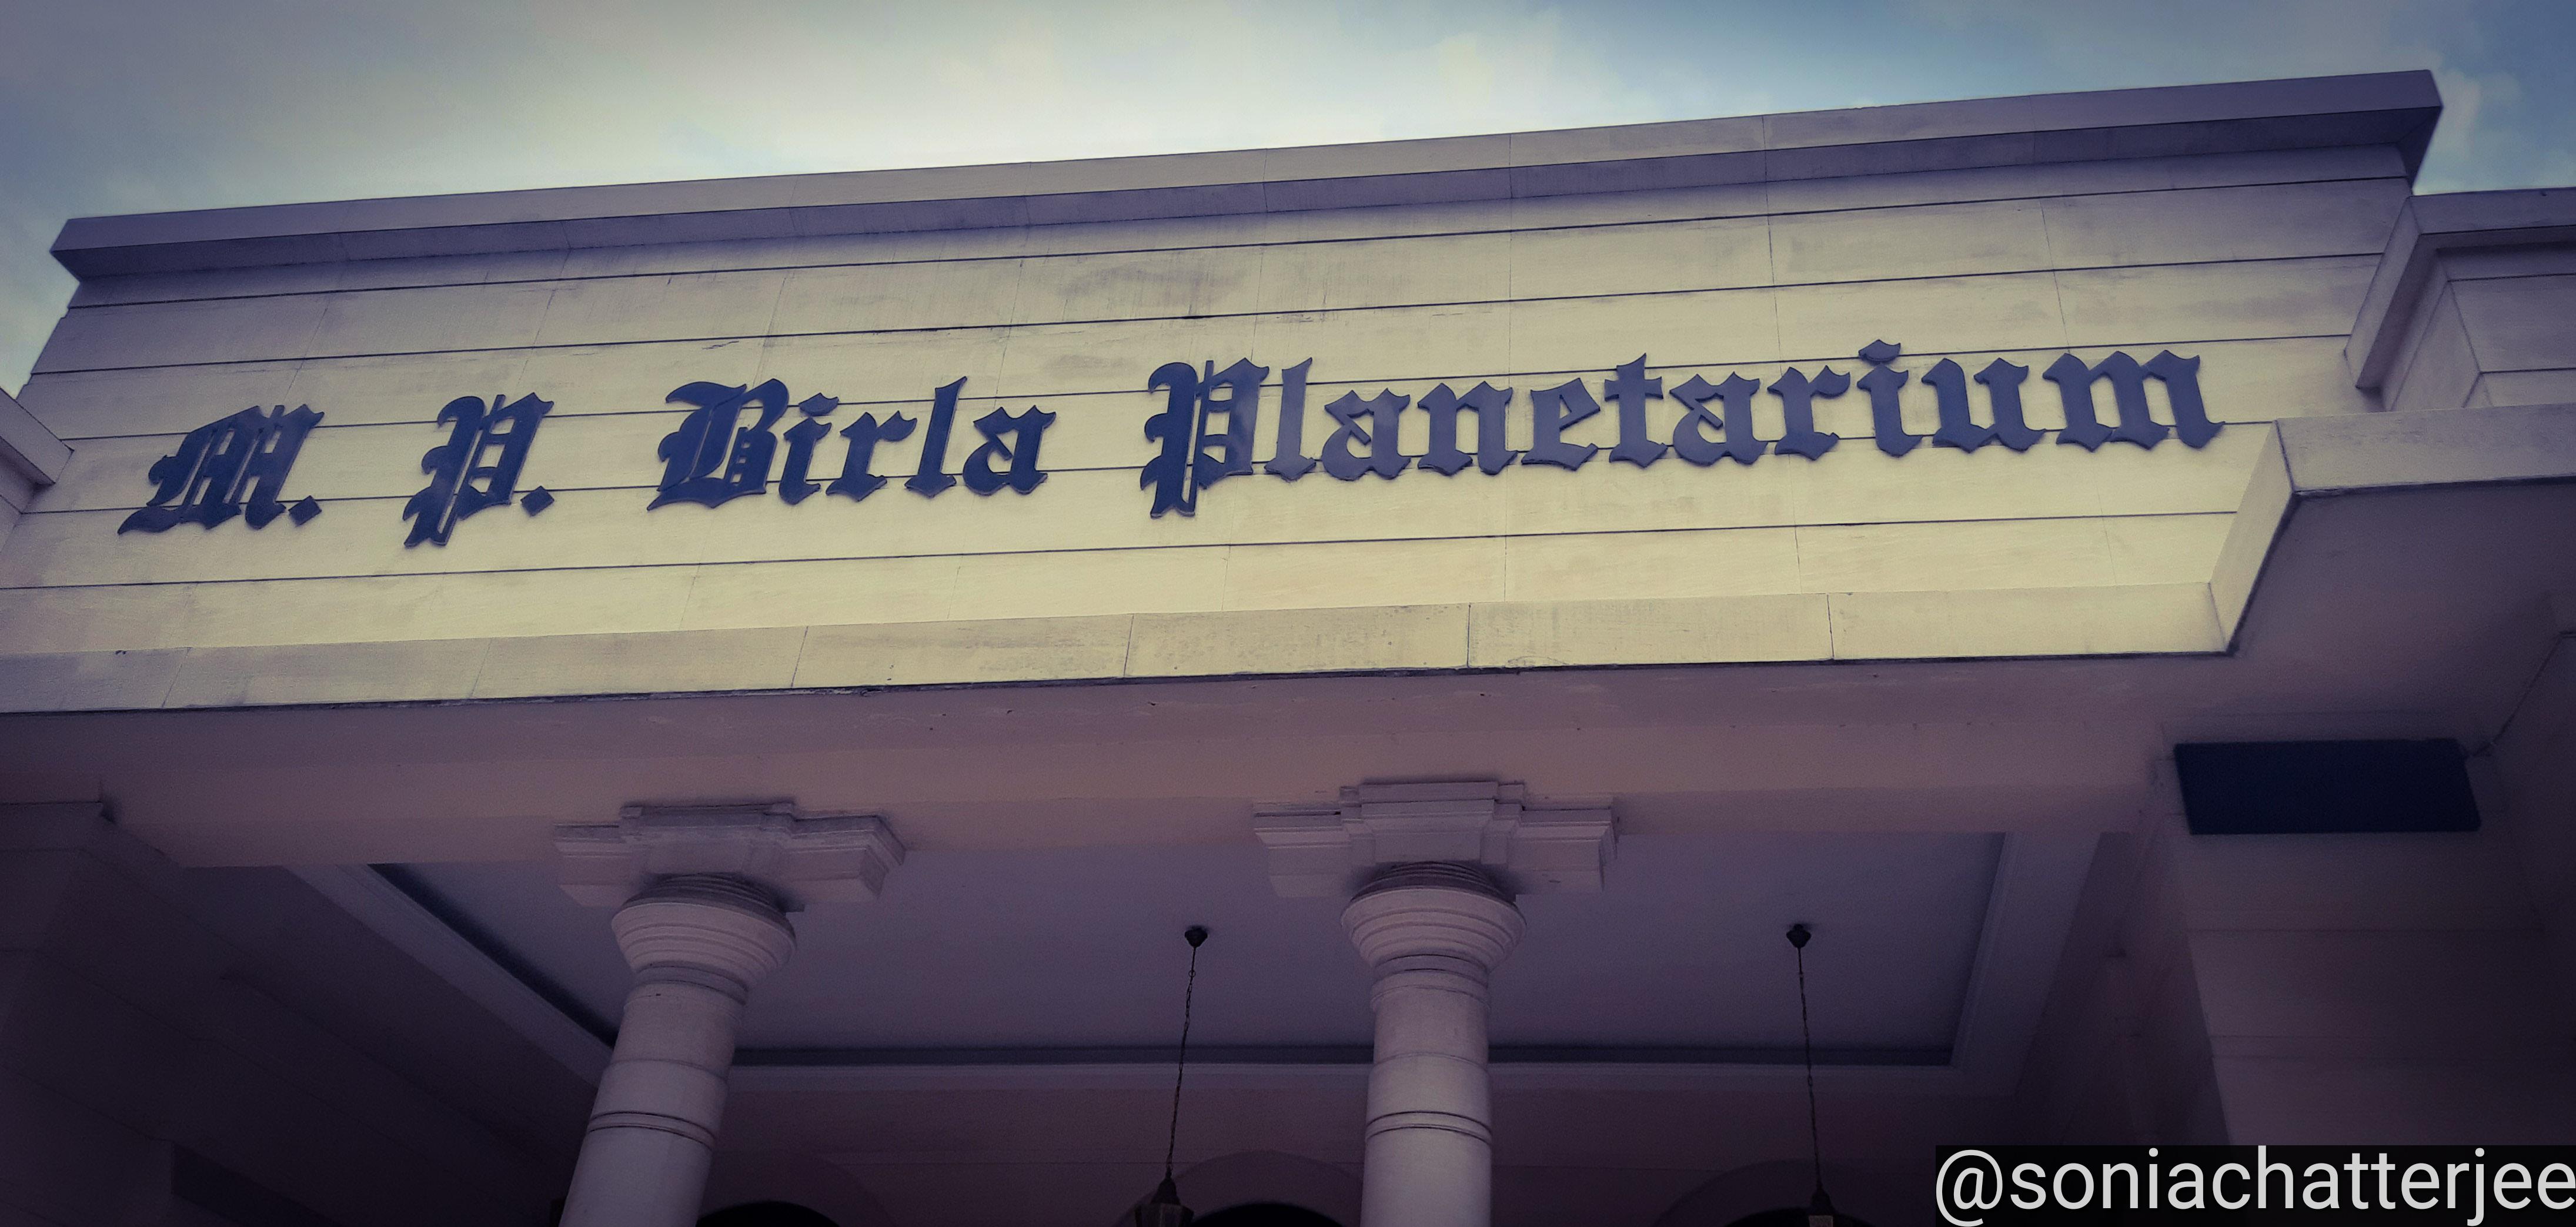 M. P. Birla Planetarium
@soniachatterjee